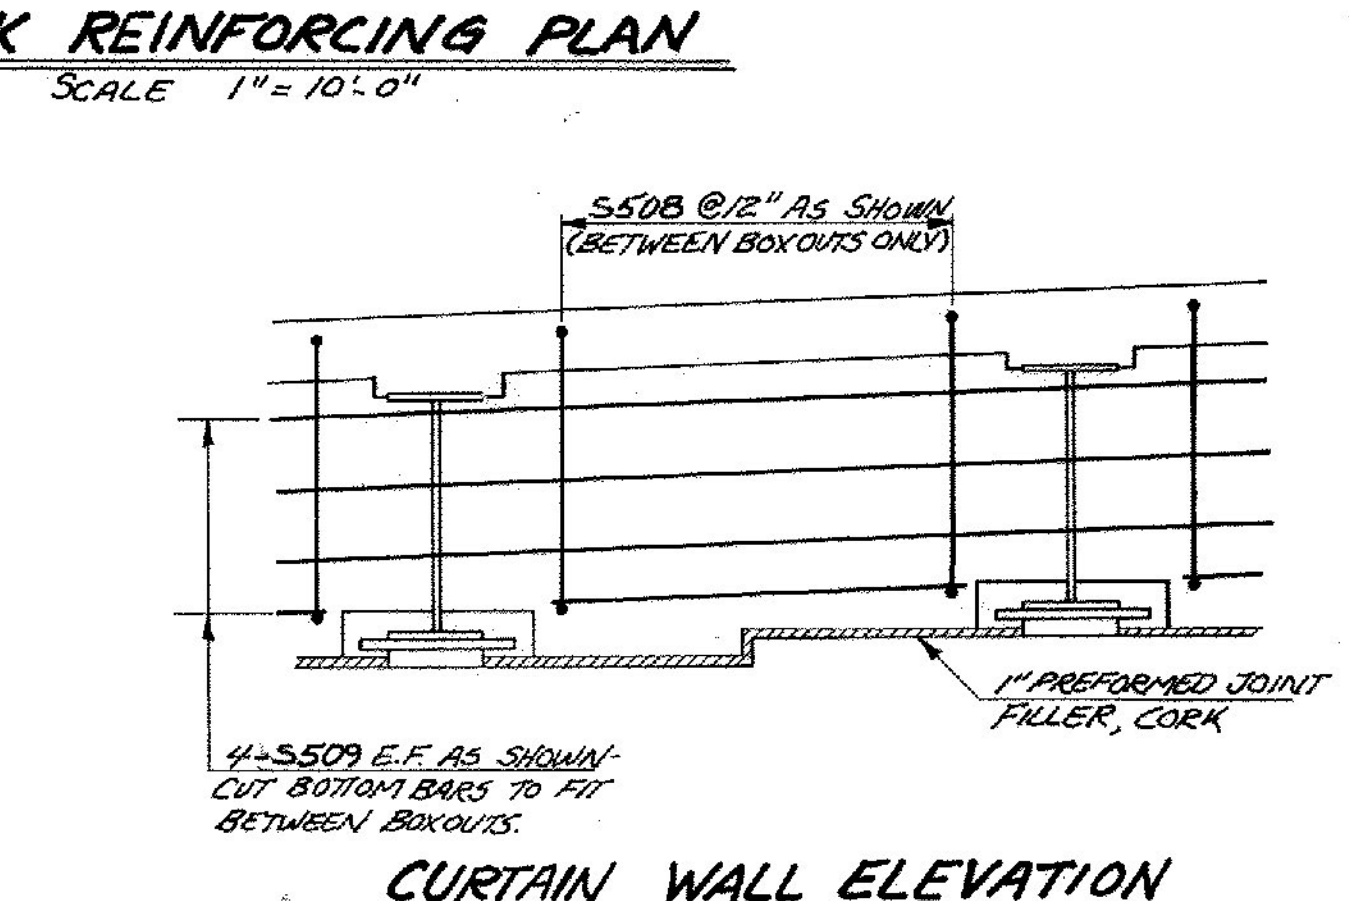 K REINFORCING PLAN
SCALE 1" = 10'-0"
S508 @12" AS SHOWN
(BETWEEN BOXOUTS ONLY)
1" PREFORMED JOINT
FILLER, CORK
4-S509 E.F. AS SHOWN-
CUT BOTTOM BARS TO FIT
BETWEEN BOXOUTS.
CURTAIN WALL ELEVATION